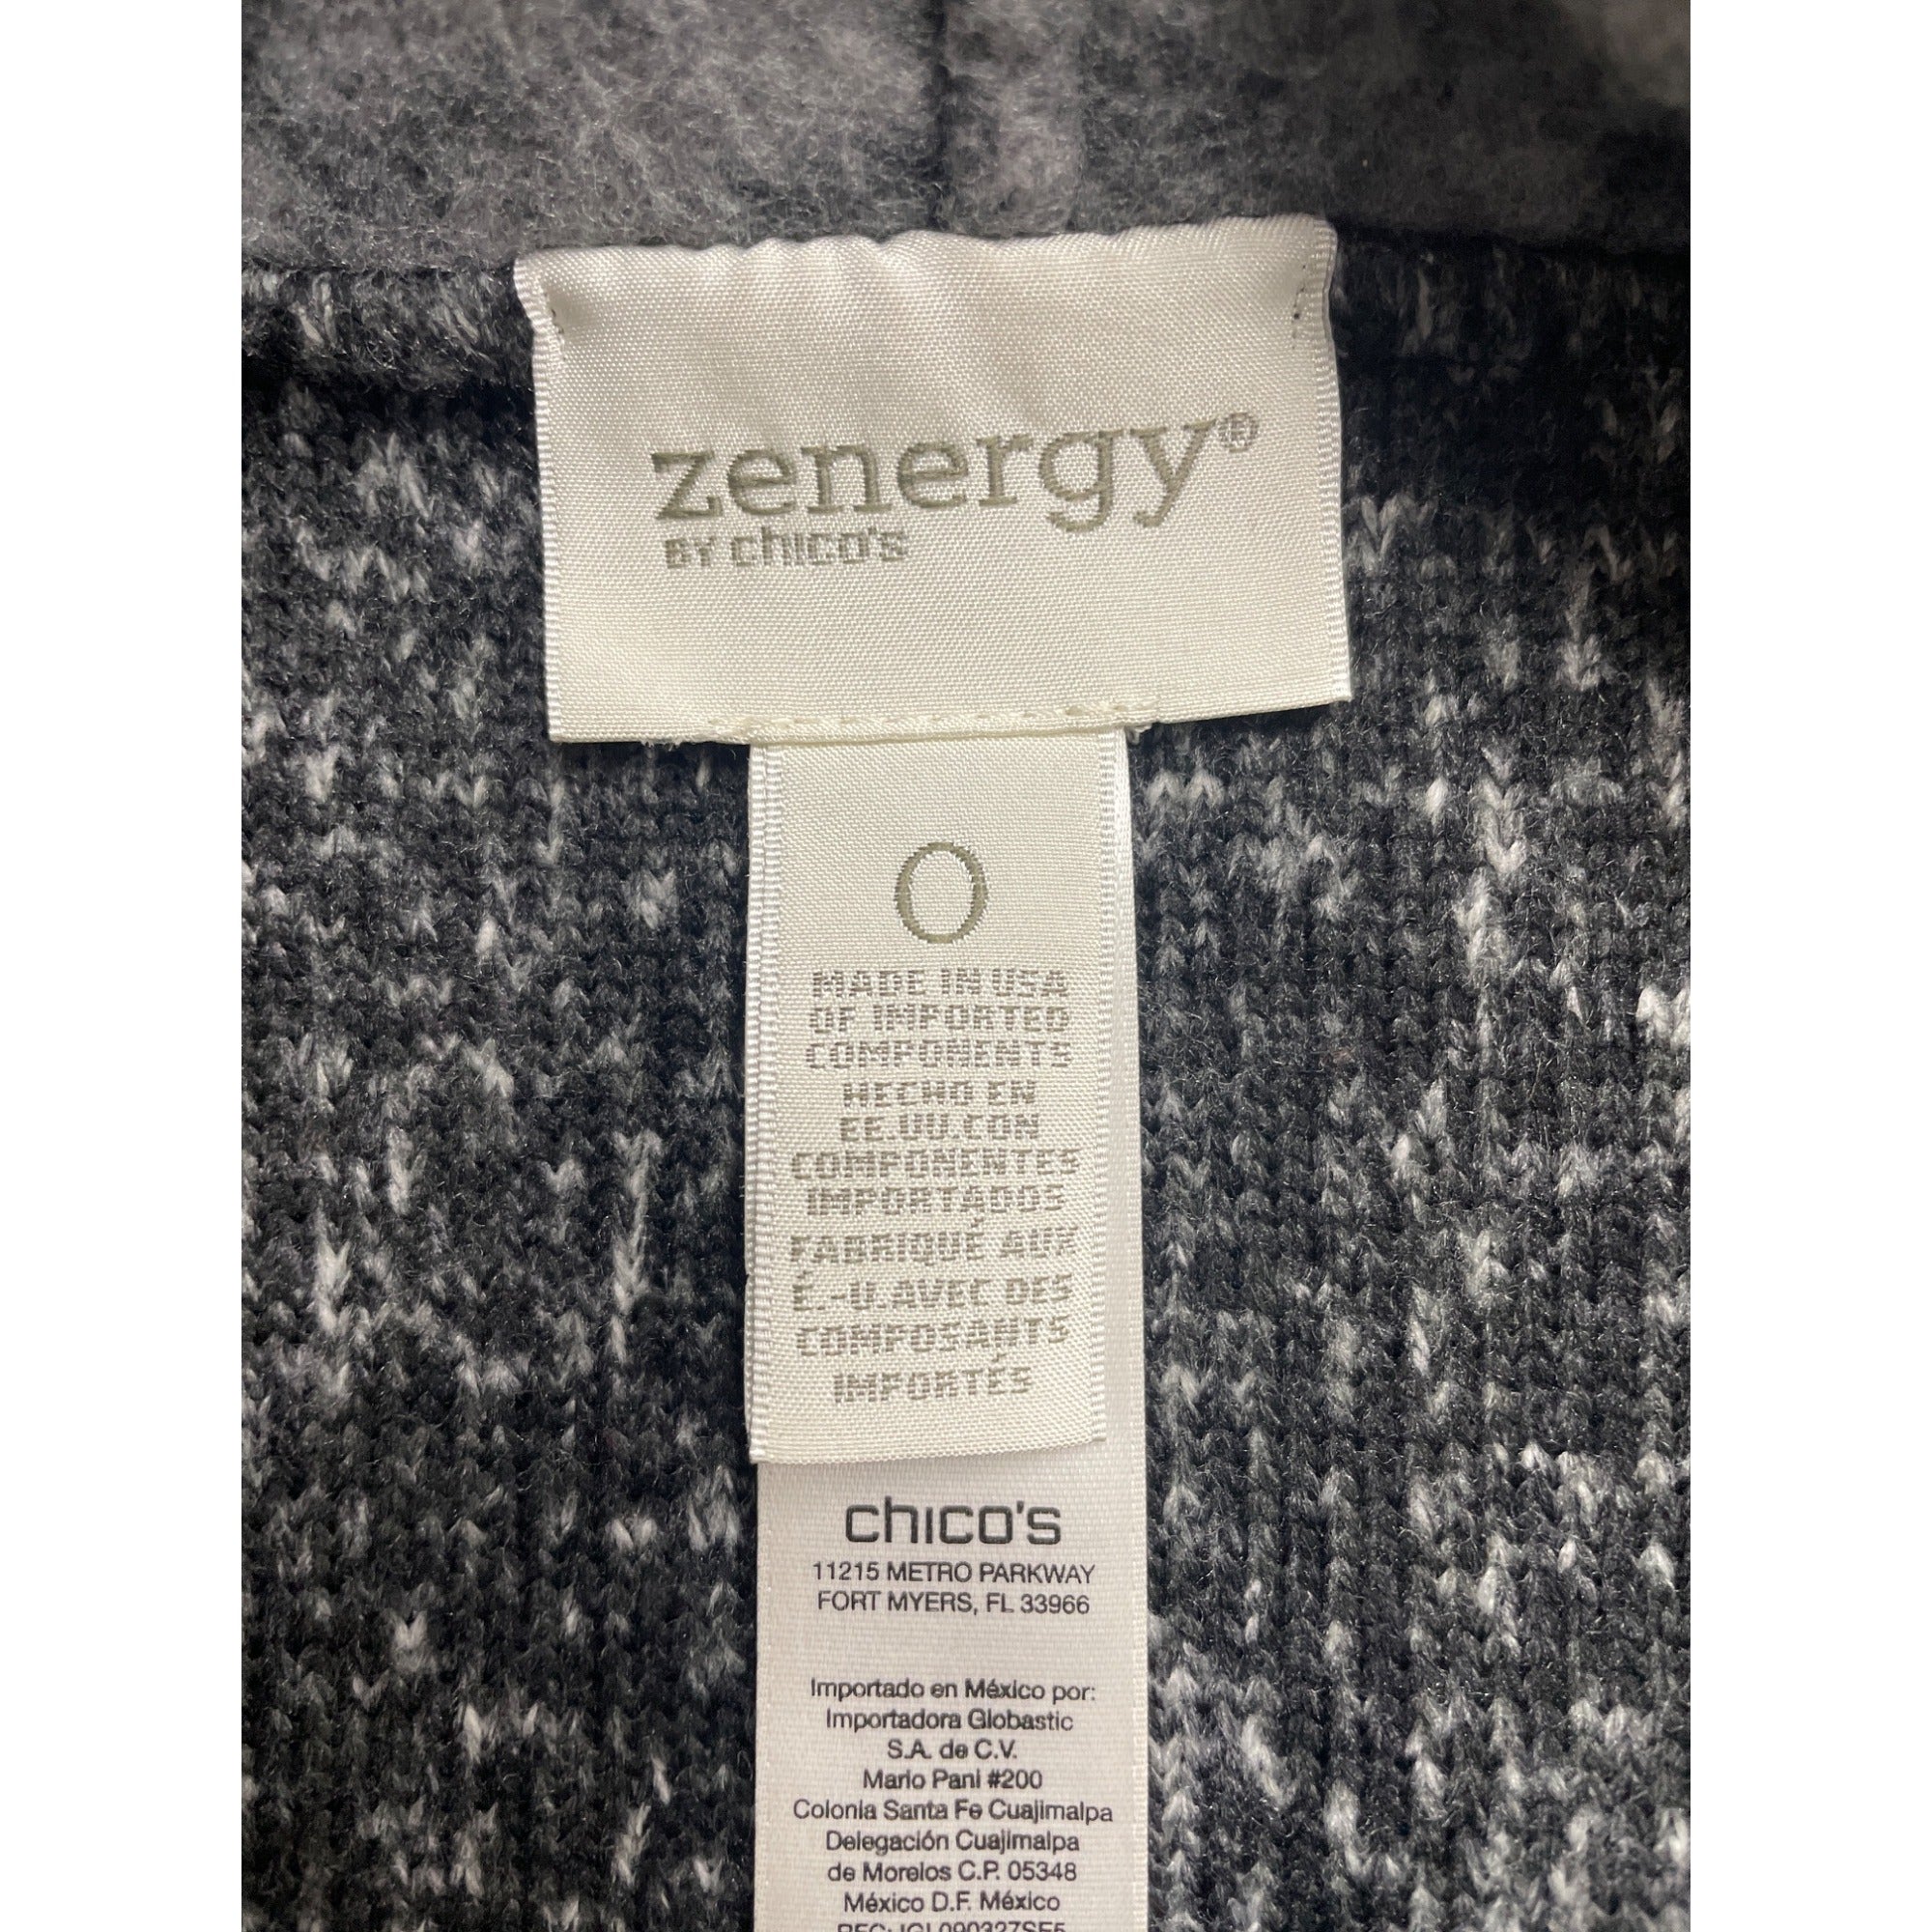 zenergy®
BY chico's
0
MADE IN USA
OF IMPORTED
COMPONENTS
HECHO EN
EE.UU.CON
COMPONENTES
IMPORTADOS
FABRIQUÉ AUX
É.-U.AVEC DES
COMPOSANTS
IMPORTÉS
chico's
11215 METRO PARKWAY
FORT MYERS, FL 33966
Importado en México por:
Importadora Globastic
S.A. de C.V.
Mario Pani #200
Colonia Santa Fe Cuajimalpa
Delegación Cuajimalpa
de Morelos C.P. 05348
México D.F. México
RFC: IGL090327SF5